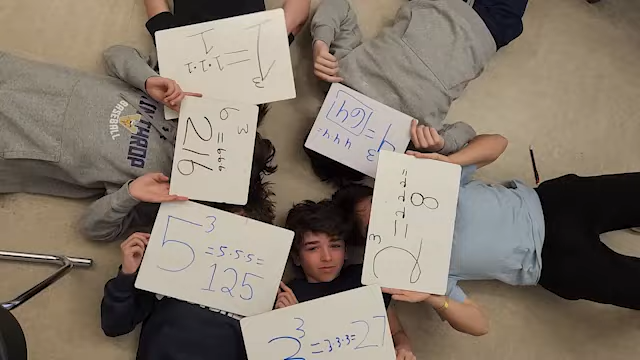 1³ = 1·1·1
1
6³ = 6·6·6
216
4³ = 4·4·4
64
2³ = 2·2·2 =
8
5³ = 5·5·5 =
125
3³ = 3·3·3 = 27
WINTHROP
BASEBALL